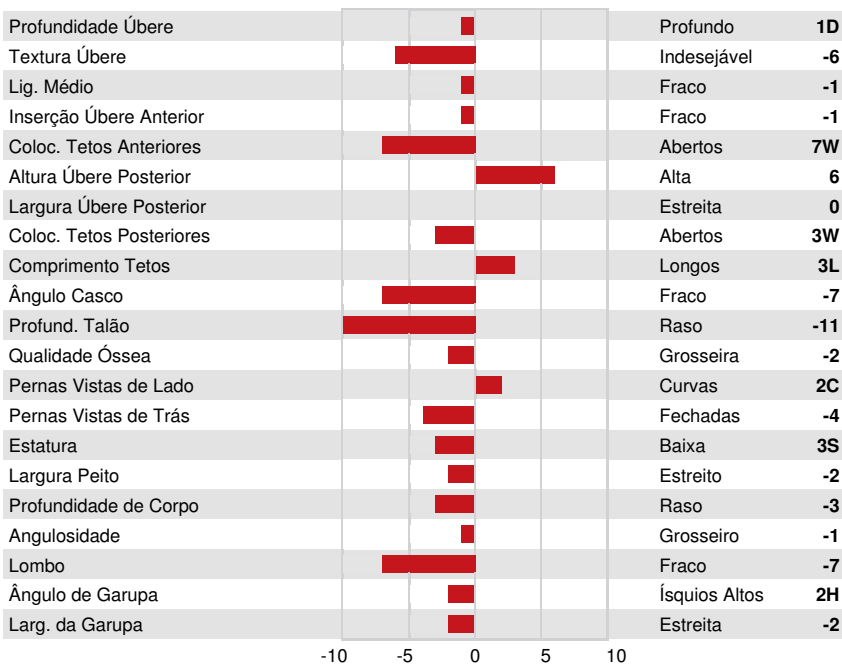 Profundidade Úbere Profundo 1D
Textura Úbere Indesejável -6
Lig. Médio Fraco -1
Inserção Úbere Anterior Fraco -1
Coloc. Tetos Anteriores Abertos 7W
Altura Úbere Posterior Alta 6
Largura Úbere Posterior Estreita 0
Coloc. Tetos Posteriores Abertos 3W
Comprimento Tetos Longos 3L
Ângulo Casco Fraco -7
Profund. Talão Raso -11
Qualidade Óssea Grosseira -2
Pernas Vistas de Lado Curvas 2C
Pernas Vistas de Trás Fechadas -4
Estatura Baixa 3S
Largura Peito Estreito -2
Profundidade de Corpo Raso -3
Angulosidade Grosseiro -1
Lombo Fraco -7
Ângulo de Garupa Ísquios Altos 2H
Larg. da Garupa Estreita -2
-10 -5 0 5 10